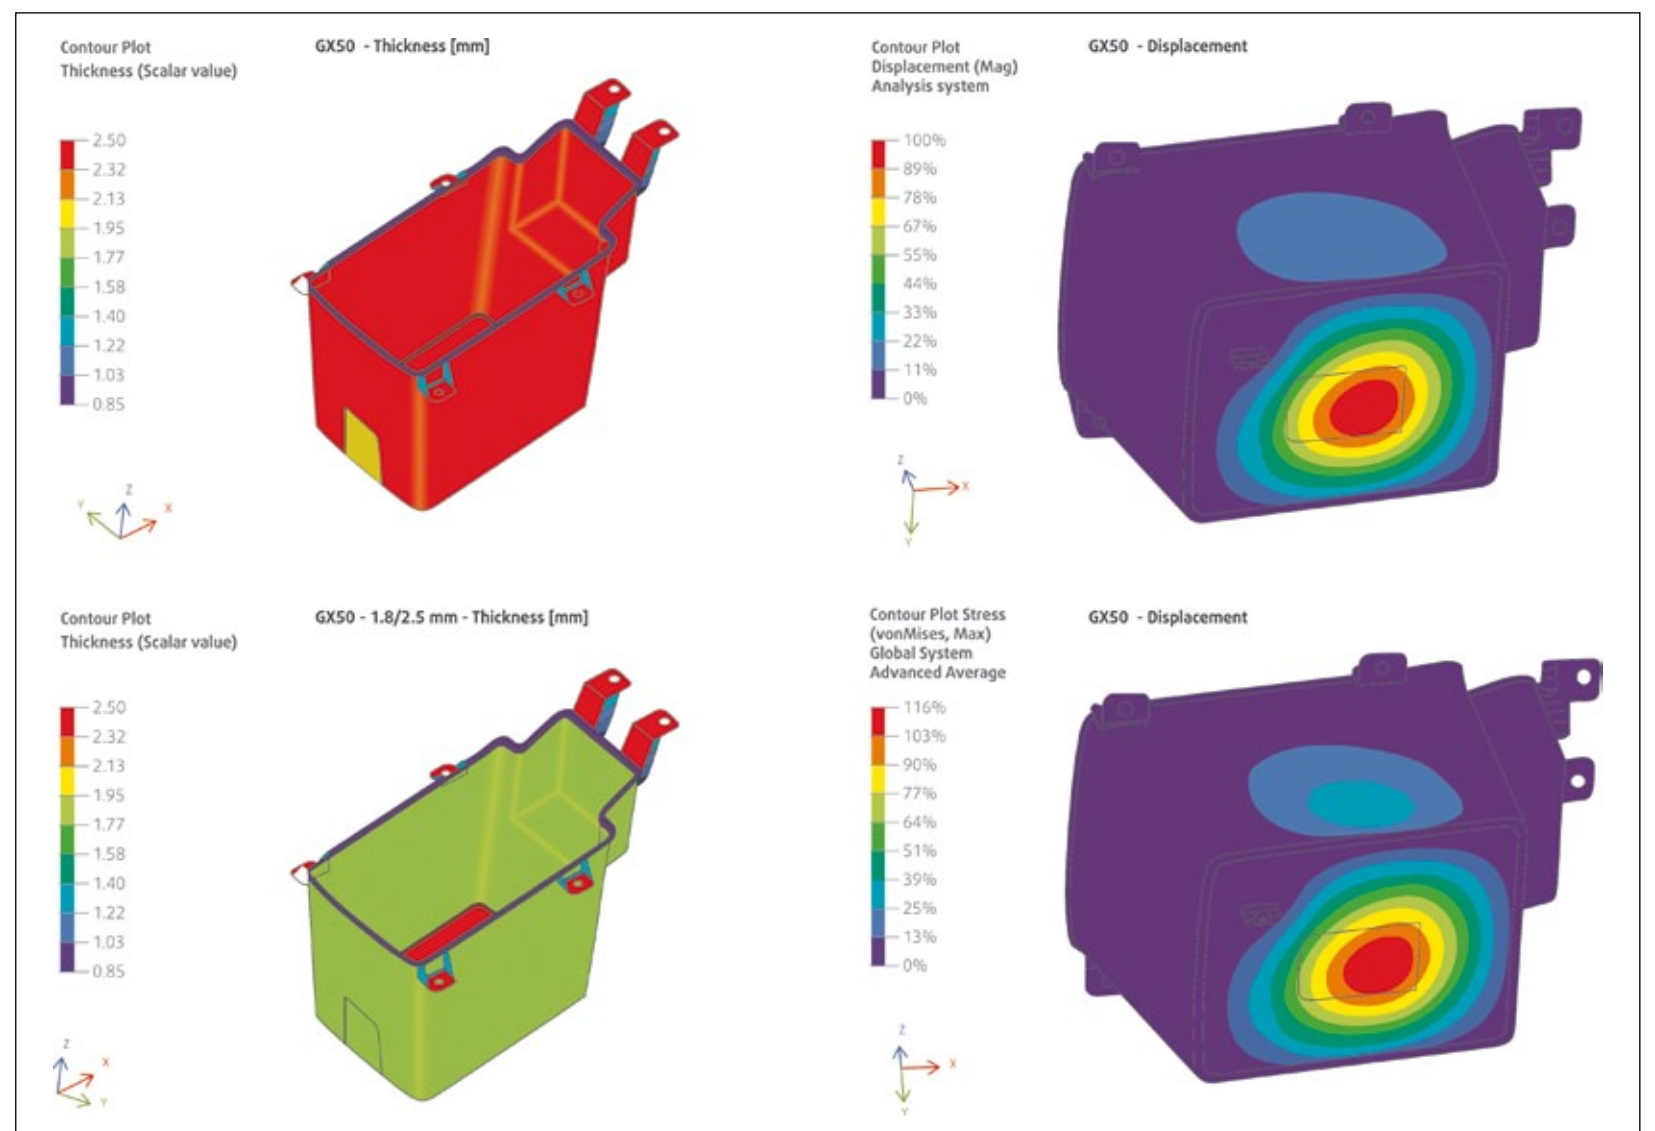 Contour Plot
Thickness (Scalar value)
GX50 - Thickness [mm]
2.50
2.32
2.13
1.95
1.77
1.58
1.40
1.22
1.03
0.85
Z
Y
X
Contour Plot
Displacement (Mag)
Analysis system
GX50 - Displacement
100%
89%
78%
67%
55%
44%
33%
22%
11%
0%
Z
X
Y
Contour Plot
Thickness (Scalar value)
GX50 - 1.8/2.5 mm - Thickness [mm]
2.50
2.32
2.13
1.95
1.77
1.58
1.40
1.22
1.03
0.85
Z
X
Y
Contour Plot Stress
(vonMises, Max)
Global System
Advanced Average
GX50 - Displacement
116%
103%
90%
77%
64%
51%
39%
25%
13%
0%
Z
X
Y